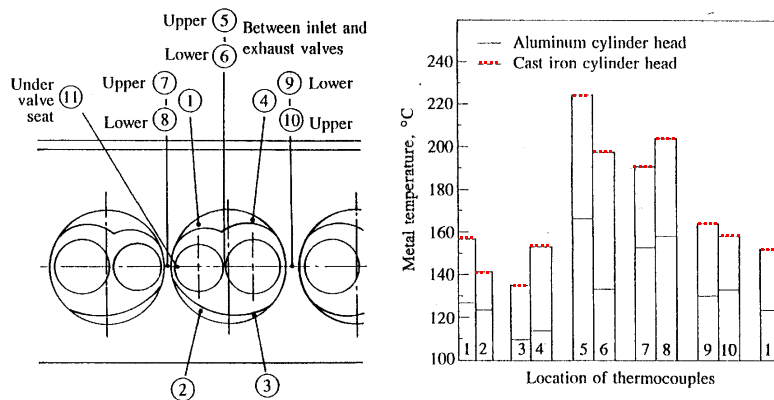 Upper ⑤
Between inlet and
Lower ⑥
exhaust valves
Under
valve
seat
⑪
Upper ⑦
①
④
⑨ Lower
Lower ⑧
⑩ Upper
②
③
260
240
220
200
180
160
140
120
100
Metal temperature, °C
Aluminum cylinder head
Cast iron cylinder head
1 2 3 4 5 6 7 8 9 10 1
Location of thermocouples